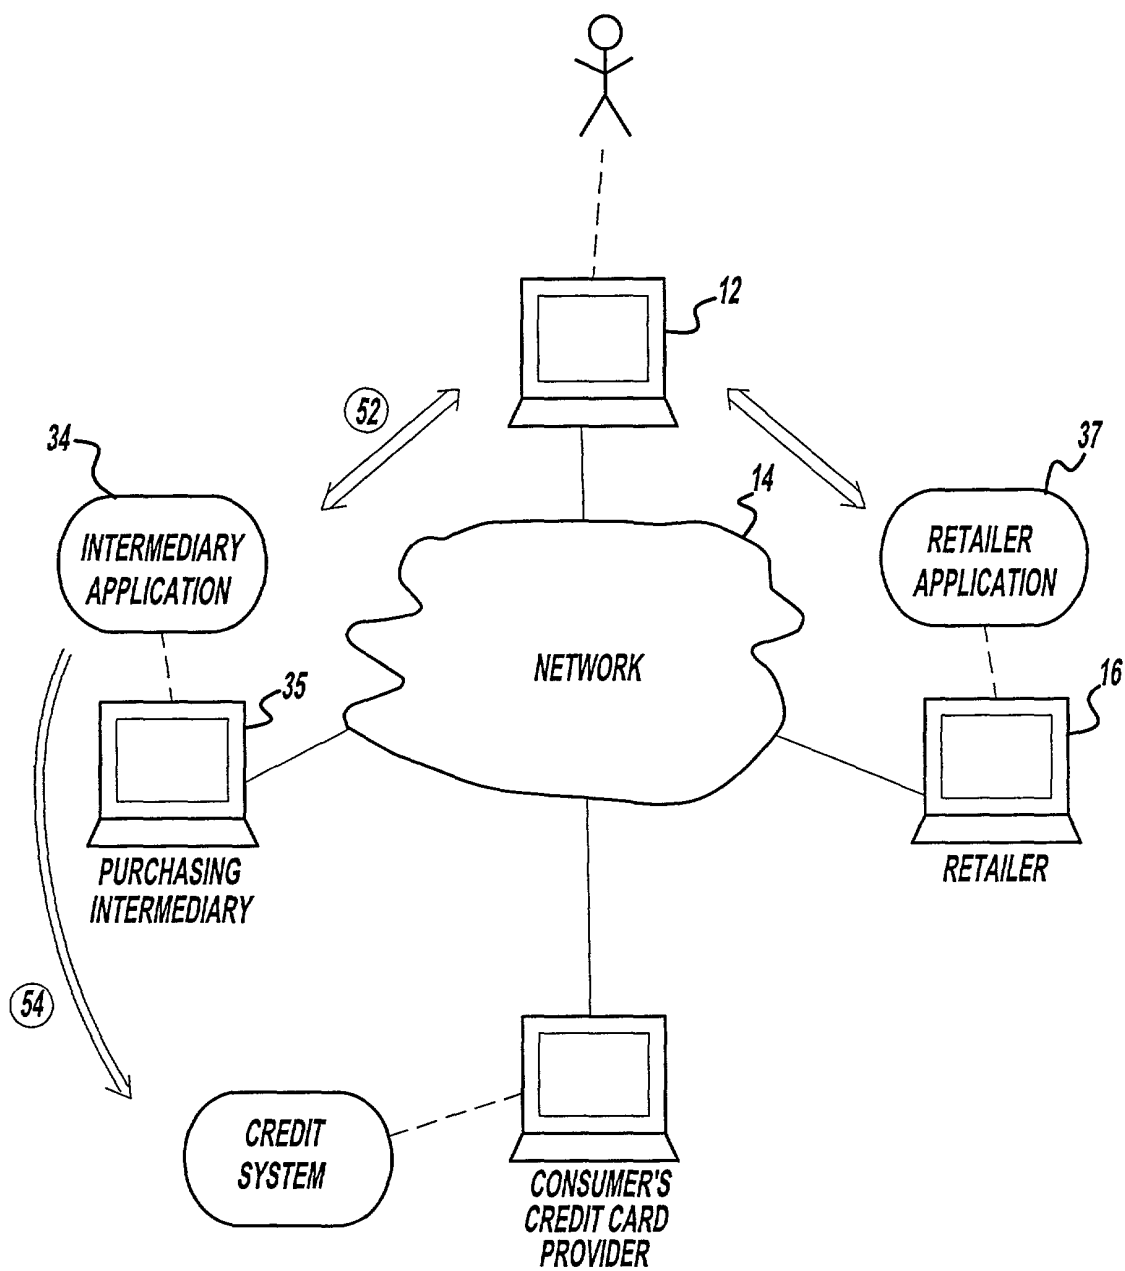 12
52
34
37
14
INTERMEDIARY
APPLICATION
RETAILER
APPLICATION
NETWORK
35
16
PURCHASING
INTERMEDIARY
RETAILER
54
CREDIT
SYSTEM
CONSUMER'S
CREDIT CARD
PROVIDER